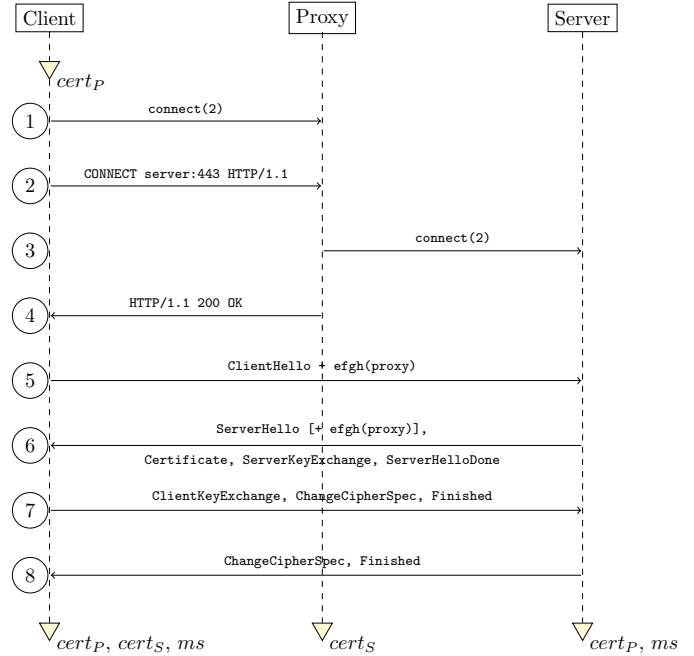 Client Proxy Server
cert_P
1 connect(2)
2 CONNECT server:443 HTTP/1.1
3 connect(2)
4 HTTP/1.1 200 OK
5 ClientHello + efgh(proxy)
6 ServerHello [+ efgh(proxy)],
Certificate, ServerKeyExchange, ServerHelloDone
7 ClientKeyExchange, ChangeCipherSpec, Finished
8 ChangeCipherSpec, Finished
cert_P, cert_S, ms cert_S cert_P, ms